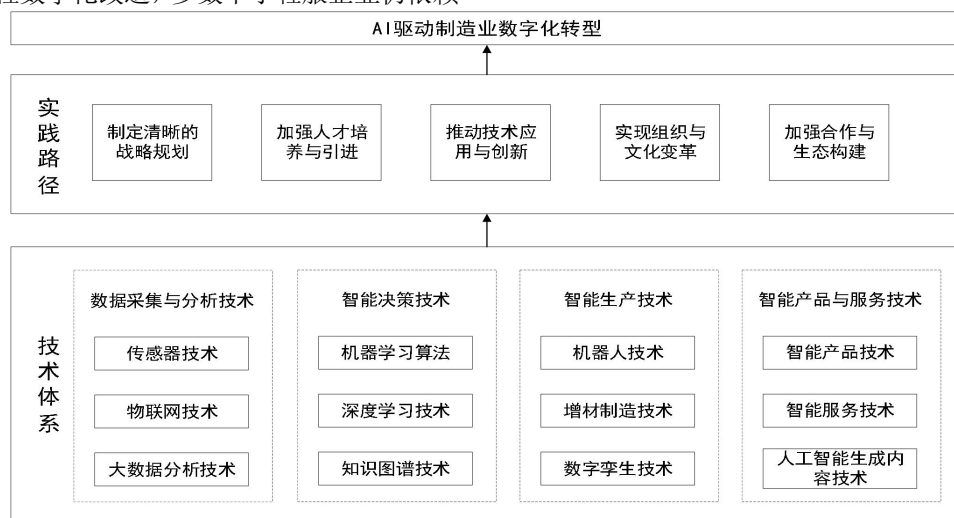 AI驱动制造业数字化转型
实践路径
制定清晰的
战略规划
加强人才培
养与引进
推动技术应
用与创新
实现组织与
文化变革
加强合作与
生态构建
技术体系
数据采集与分析技术
传感器技术
物联网技术
大数据分析技术
智能决策技术
机器学习算法
深度学习技术
知识图谱技术
智能生产技术
机器人技术
增材制造技术
数字孪生技术
智能产品与服务技术
智能产品技术
智能服务技术
人工智能生成内
容技术